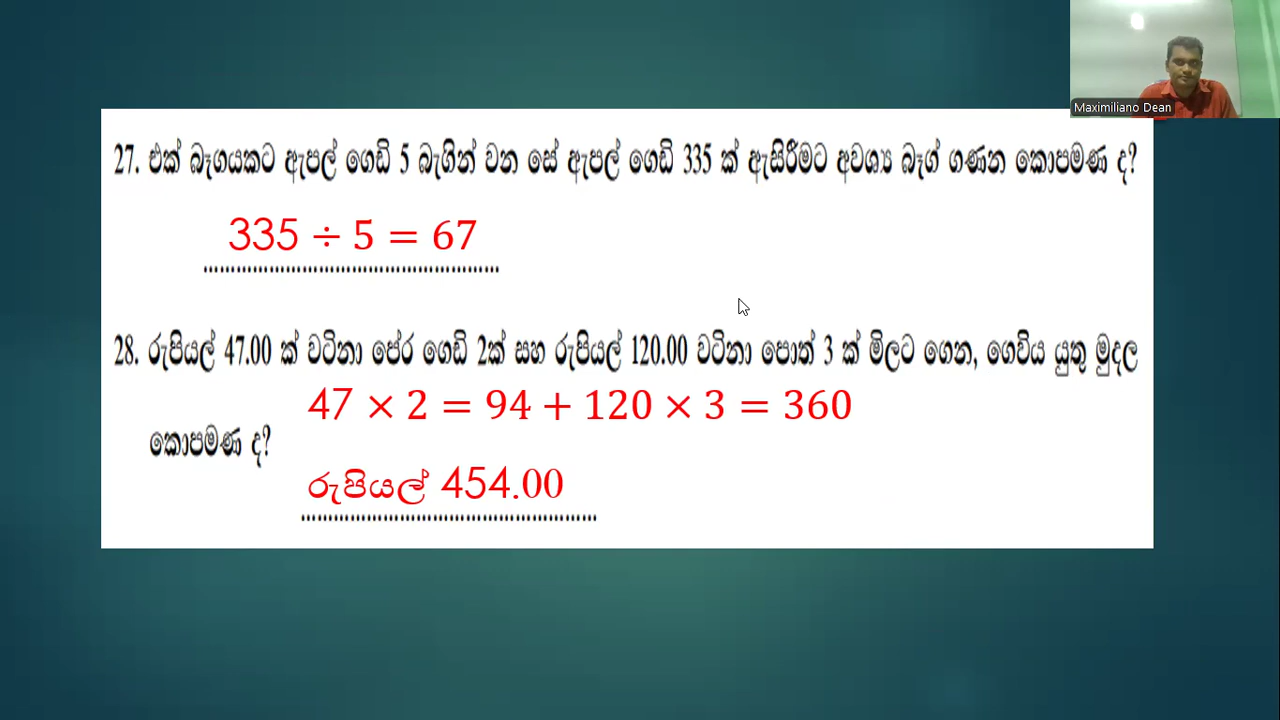 Maximiliano Dean
27. එක් බෑගයකට ඇපල් ගෙඩි 5 බැගින් වන සේ ඇපල් ගෙඩි 335 ක් ඇසිරීමට අවශ්‍ය බෑග් ගණන කොපමණ ද?
335 ÷ 5 = 67
28. රුපියල් 47.00 ක් වටිනා පේර ගෙඩි 2ක් සහ රුපියල් 120.00 වටිනා පොත් 3 ක් මිලට ගෙන, ගෙවිය යුතු මුදල
47 × 2 = 94 + 120 × 3 = 360
කොපමණ ද?
රුපියල් 454.00